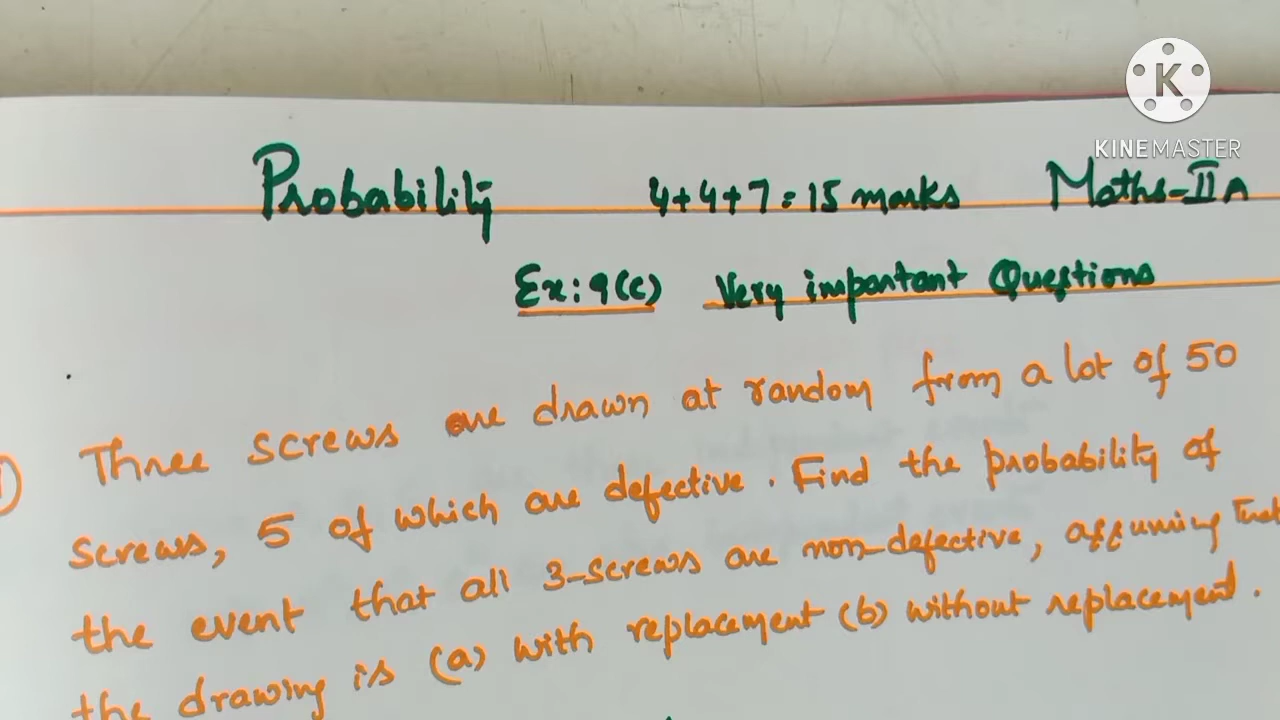 K
KINEMASTER
Probability 4+4+7=15 marks Maths-IIA
Ex: 9(c) Very important Questions
1) Three screws are drawn at random from a lot of 50
screws, 5 of which are defective. Find the probability of
the event that all 3-screws are non-defective, assuming that
the drawing is (a) with replacement (b) without replacement.